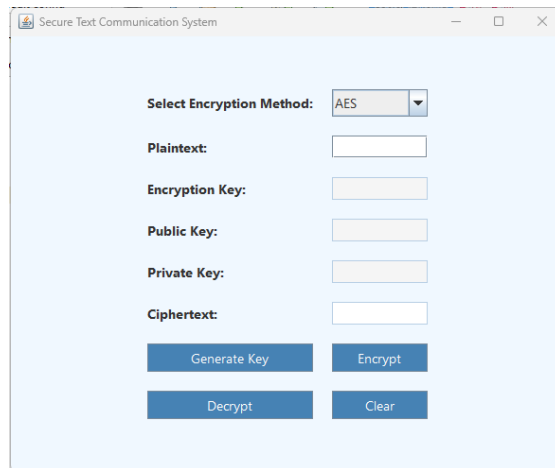 Secure Text Communication System
Select Encryption Method: AES
Plaintext:
Encryption Key:
Public Key:
Private Key:
Ciphertext:
Generate Key Encrypt
Decrypt Clear